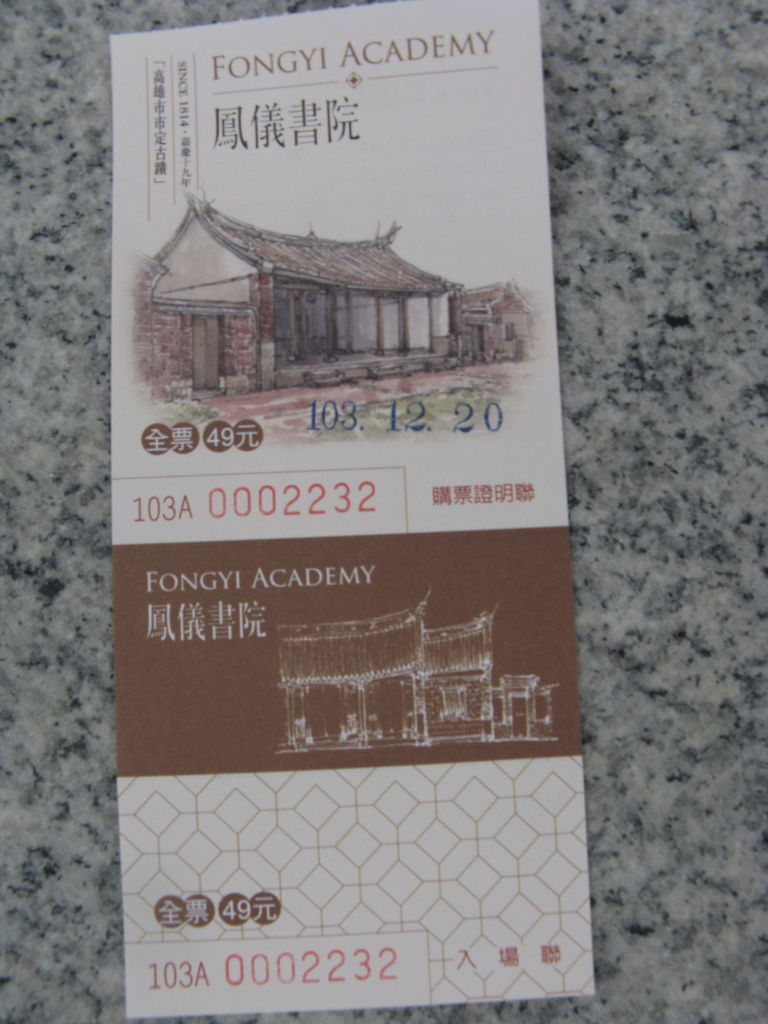 「高雄市市定古蹟」
SINCE 1814・嘉慶十九年
FONGYI ACADEMY
鳳儀書院
103. 12. 20
全票 49元
103A 0002232
購票證明聯
FONGYI ACADEMY
鳳儀書院
全票 49元
103A 0002232
入場聯